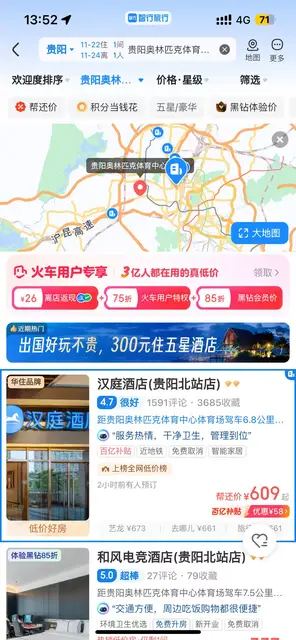 13:52
智行旅行
4G
71
贵阳
11-22住
11-24离
1间
1人
贵阳奥林匹克体育...
地图
更多
欢迎度排序
贵阳奥林...
价格·星级
筛选
帮还价
积分当钱花
五星/豪华
黑钻体验价
贵阳奥林匹克体育中心
沪昆高速
大地图
火车用户专享
3亿人都在用的真低价
领取
¥26
离店返现
+
75折
火车用户特权
+
85折
黑钻会员价
近期热门
出国好玩不贵，300元住五星酒店
华住品牌
汉庭酒店(贵阳北站店)
4.7 很好
1591评论 · 3685收藏
距贵阳奥林匹克体育中心体育场驾车6.8公里...
“服务热情，干净卫生，管理到位”
百亿补贴
近地铁
免费取消
智能家居
上榜全网低价榜
2小时前有人预订
帮还价 ¥609起
百亿补贴
优惠¥58
低价好房
艺龙 ¥673
去哪儿 ¥661
体验黑钻85折
和风电竞酒店(贵阳北站店)
5.0 超棒
27评论 · 79收藏
距贵阳奥林匹克体育中心体育场驾车7.5公里...
“交通方便，周边吃饭购物都很便捷”
环境卫生优选
免费升房
新开业
免费取消